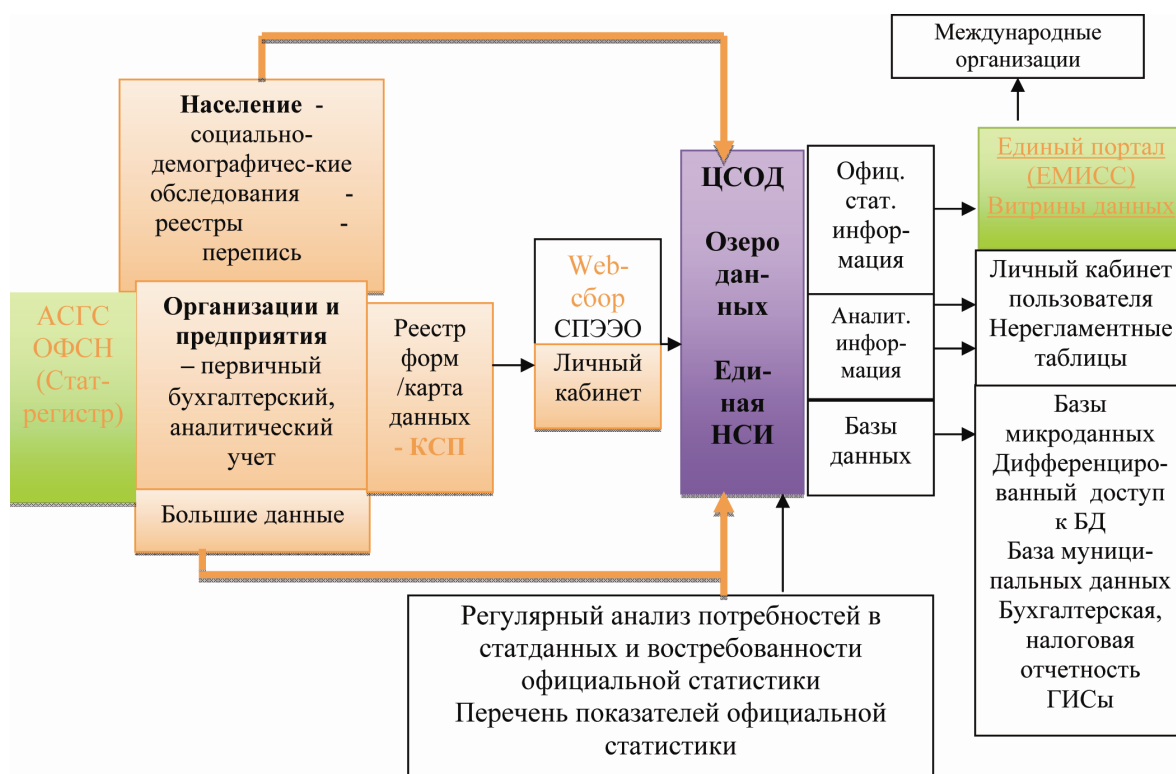 Международные
организации
Население -
социально-
демографичес-кие
обследования -
реестры -
перепись
АСГС
ОФСН
(Стат-
регистр)
Организации и
предприятия
– первичный
бухгалтерский,
аналитический
учет
Большие данные
Реестр
форм
/карта
данных
- КСП
Web-
сбор
СПЭЭО
Личный
кабинет
ЦСОД
Озеро
дан-
ных
Еди-
ная
НСИ
Офиц.
стат.
инфор-
мация
Аналит.
инфор-
мация
Базы
данных
Единый портал
(ЕМИСС)
Витрины данных
Личный кабинет
пользователя
Нерегламентные
таблицы
Базы
микроданных
Дифференциро-
ванный доступ
к БД
База муници-
пальных данных
Бухгалтерская,
налоговая
отчетность
ГИСы
Регулярный анализ потребностей в
статданных и востребованности
официальной статистики
Перечень показателей официальной
статистики